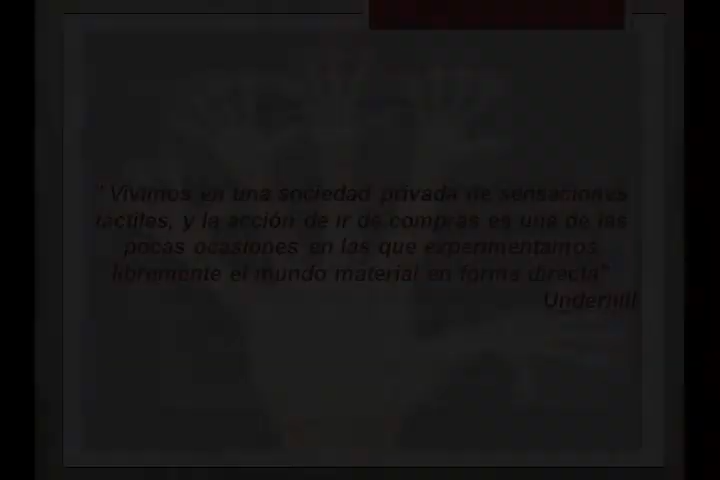 " Vivimos en una sociedad privada de sensaciones
táctiles, y la acción de ir de compras es una de las
pocas ocasiones en las que experimentamos
libremente el mundo material en forma directa"
Underhill